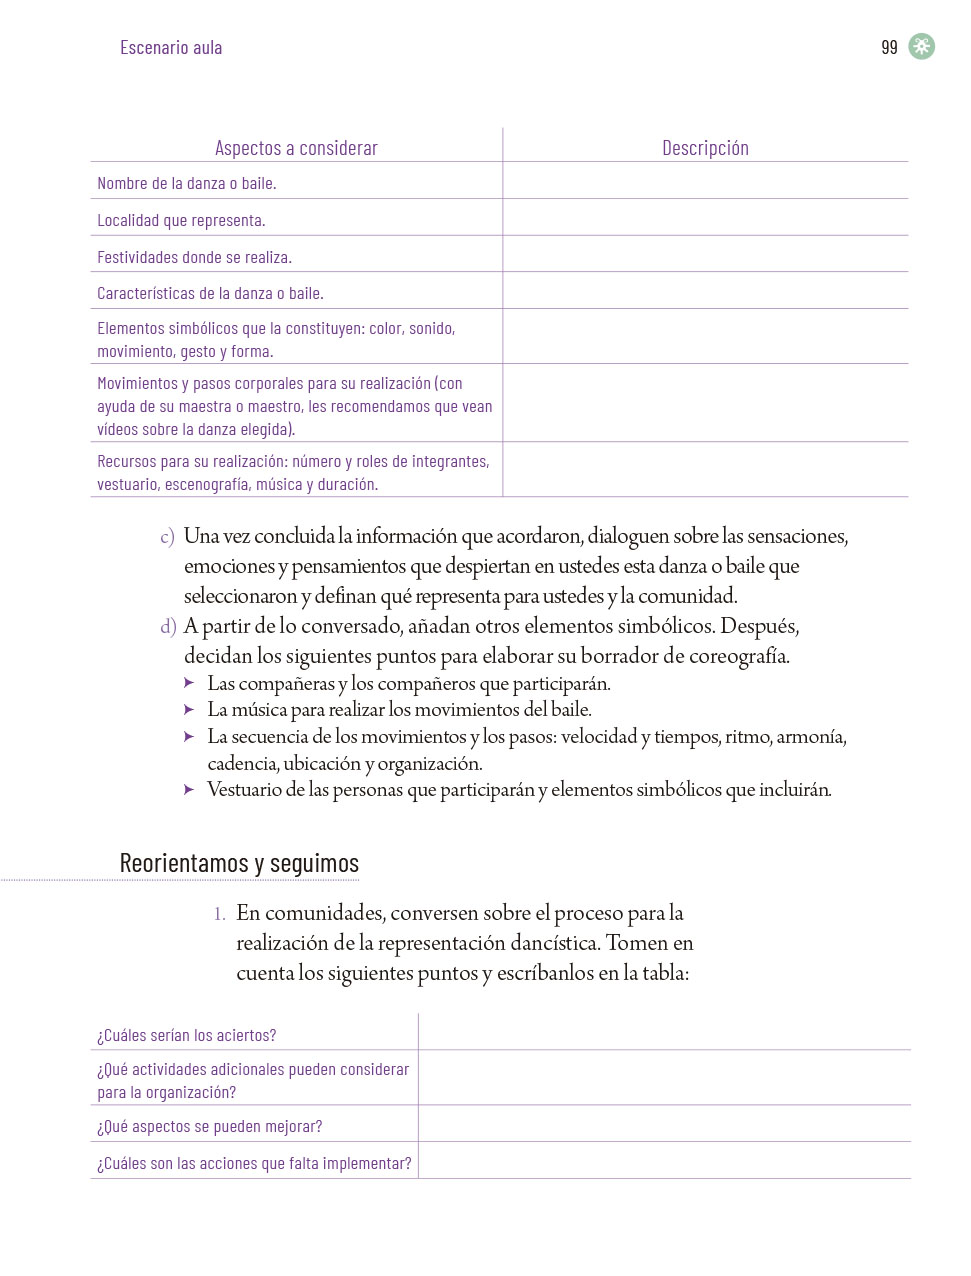 Escenario aula
99
Aspectos a considerar
Descripción
Nombre de la danza o baile.
Localidad que representa.
Festividades donde se realiza.
Características de la danza o baile.
Elementos simbólicos que la constituyen: color, sonido,
movimiento, gesto y forma.
Movimientos y pasos corporales para su realización (con
ayuda de su maestra o maestro, les recomendamos que vean
vídeos sobre la danza elegida).
Recursos para su realización: número y roles de integrantes,
vestuario, escenografía, música y duración.
c) Una vez concluida la información que acordaron, dialoguen sobre las sensaciones,
emociones y pensamientos que despiertan en ustedes esta danza o baile que
seleccionaron y definan qué representa para ustedes y la comunidad.
d) A partir de lo conversado, añadan otros elementos simbólicos. Después,
decidan los siguientes puntos para elaborar su borrador de coreografía.
➤ Las compañeras y los compañeros que participarán.
➤ La música para realizar los movimientos del baile.
➤ La secuencia de los movimientos y los pasos: velocidad y tiempos, ritmo, armonía,
cadencia, ubicación y organización.
➤ Vestuario de las personas que participarán y elementos simbólicos que incluirán.
Reorientamos y seguimos
1. En comunidades, conversen sobre el proceso para la
realización de la representación dancística. Tomen en
cuenta los siguientes puntos y escríbanlos en la tabla:
¿Cuáles serían los aciertos?
¿Qué actividades adicionales pueden considerar
para la organización?
¿Qué aspectos se pueden mejorar?
¿Cuáles son las acciones que falta implementar?